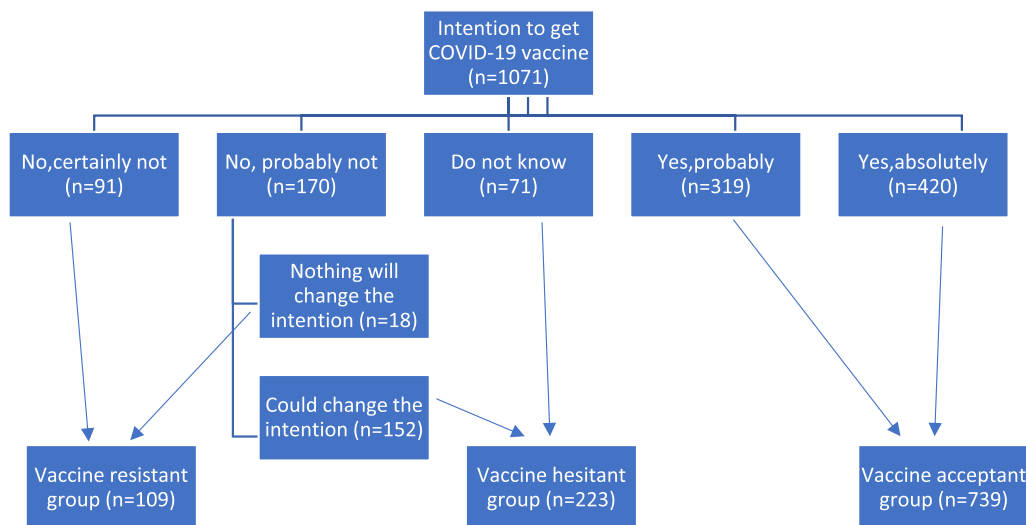 Intention to get
COVID-19 vaccine
(n=1071)
No,certainly not
(n=91)
No, probably not
(n=170)
Do not know
(n=71)
Yes,probably
(n=319)
Yes,absolutely
(n=420)
Nothing will
change the
intention (n=18)
Could change the
intention (n=152)
Vaccine resistant
group (n=109)
Vaccine hesitant
group (n=223)
Vaccine acceptant
group (n=739)